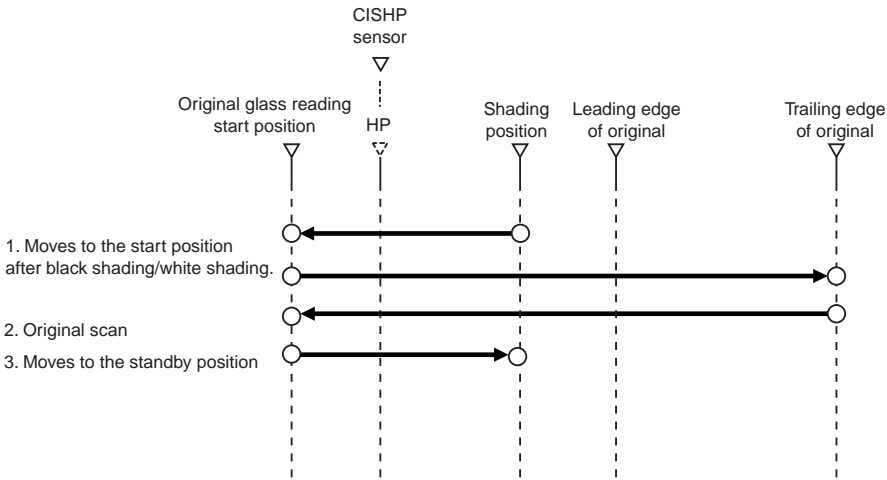 CISHP
sensor
Original glass reading
start position
HP
Shading
position
Leading edge
of original
Trailing edge
of original
1. Moves to the start position
after black shading/white shading.
2. Original scan
3. Moves to the standby position